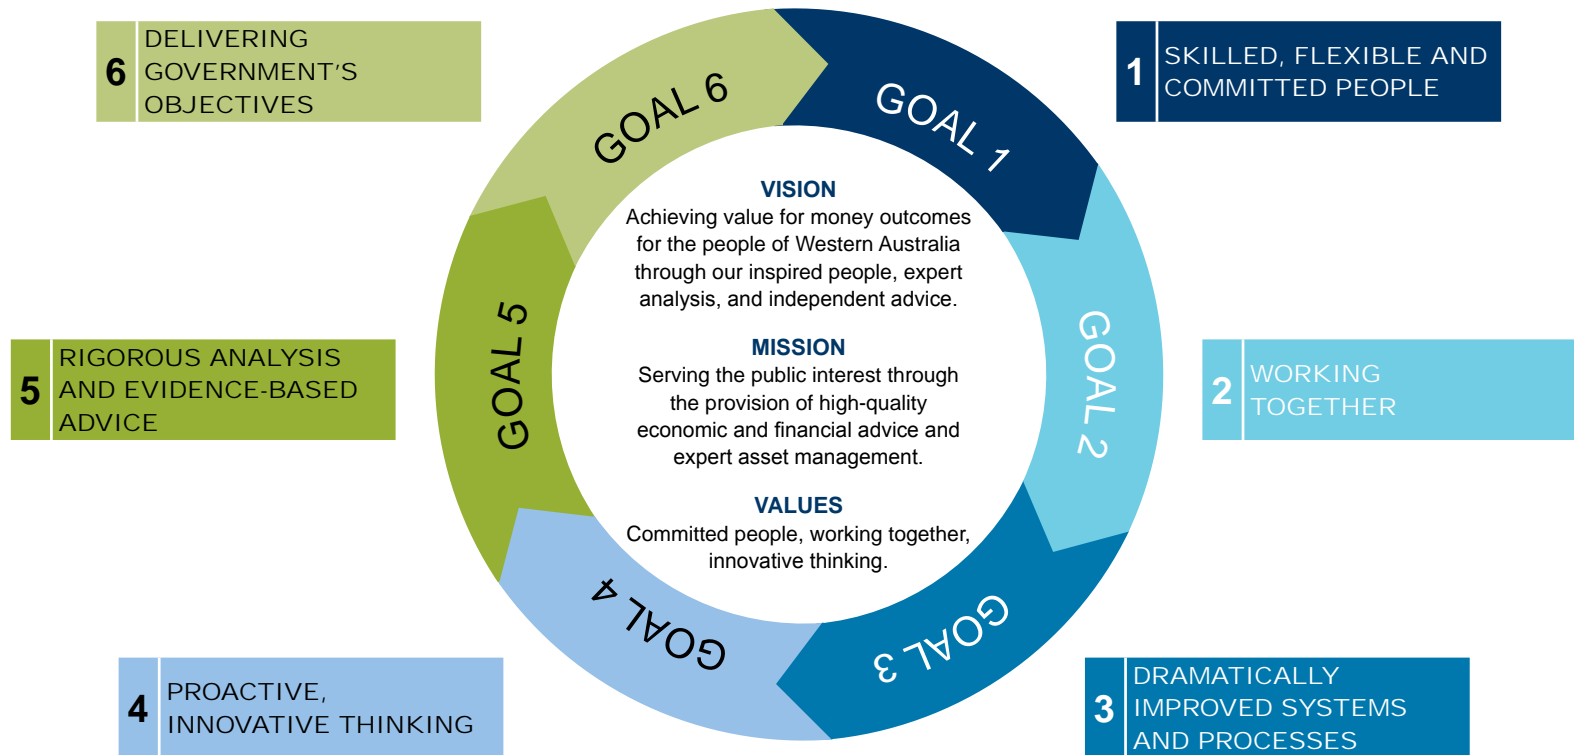 6
DELIVERING
GOVERNMENT'S
OBJECTIVES
1
SKILLED, FLEXIBLE AND
COMMITTED PEOPLE
GOAL 6
GOAL 1
VISION
Achieving value for money outcomes
for the people of Western Australia
through our inspired people, expert
analysis, and independent advice.
MISSION
Serving the public interest through
the provision of high-quality
economic and financial advice and
expert asset management.
VALUES
Committed people, working together,
innovative thinking.
GOAL 5
GOAL 2
5
RIGOROUS ANALYSIS
AND EVIDENCE-BASED
ADVICE
2
WORKING
TOGETHER
GOAL 4
GOAL 3
4
PROACTIVE,
INNOVATIVE THINKING
3
DRAMATICALLY
IMPROVED SYSTEMS
AND PROCESSES